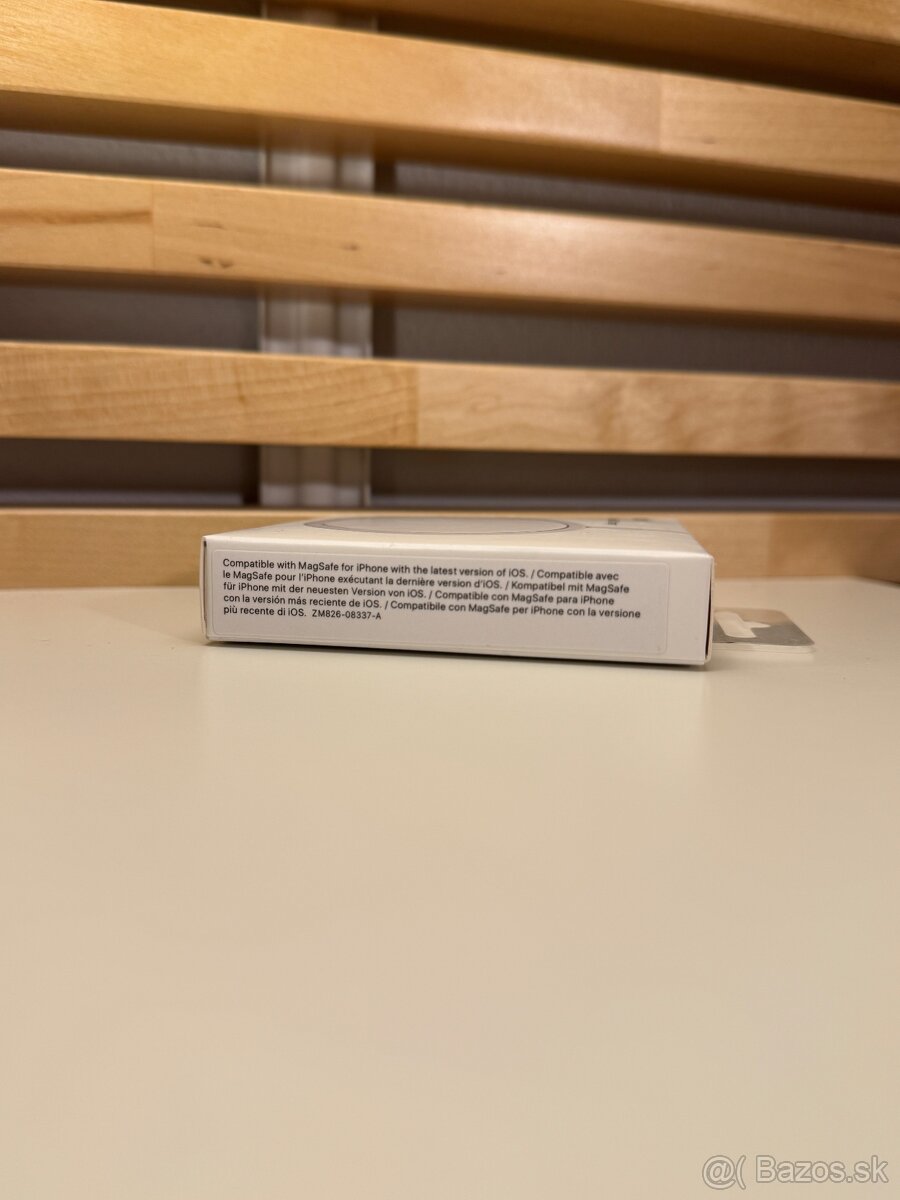 Compatible with MagSafe for iPhone with the latest version of iOS. / Compatible avec
le MagSafe pour l'iPhone exécutant la dernière version d'iOS. / Kompatibel mit MagSafe
für iPhone mit der neuesten Version von iOS. / Compatible con MagSafe para iPhone
con la versión más reciente de iOS. / Compatibile con MagSafe per iPhone con la versione
più recente di iOS. ZM826-08337-A
@( Bazos.sk